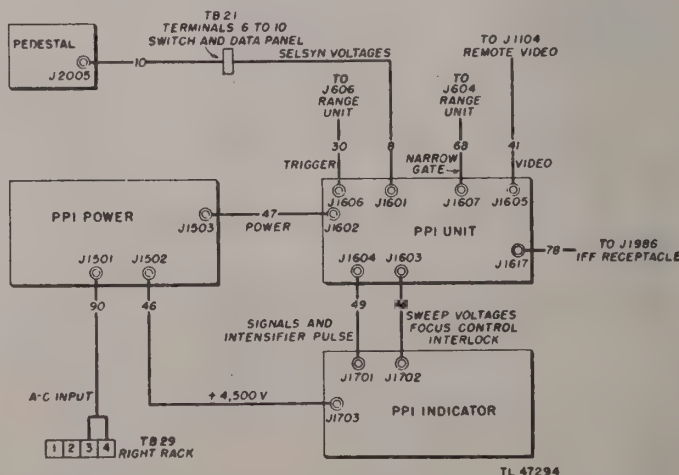 TB 21
TERMINALS 6 TO 10
SWITCH AND DATA PANEL
PEDESTAL
J2005
10
SELSYN VOLTAGES
TO J1104
REMOTE VIDEO
TO
J606
RANGE
UNIT
TO
J604
RANGE
UNIT
30
8
68
41
TRIGGER
NARROW
GATE
VIDEO
PPI POWER
J1503
47
POWER
J1606
J1601
J1607
J1605
J1602
PPI UNIT
J1501
J1502
J1604
J1603
J1617
78
TO J1986
IFF RECEPTACLE
90
46
49
SIGNALS AND
INTENSIFIER PULSE
SWEEP VOLTAGES
FOCUS CONTROL
INTERLOCK
J1701
J1702
A-C INPUT
+ 4,500 V
J1703
PPI INDICATOR
1 2 3 4
TB 29
RIGHT RACK
TL 47294